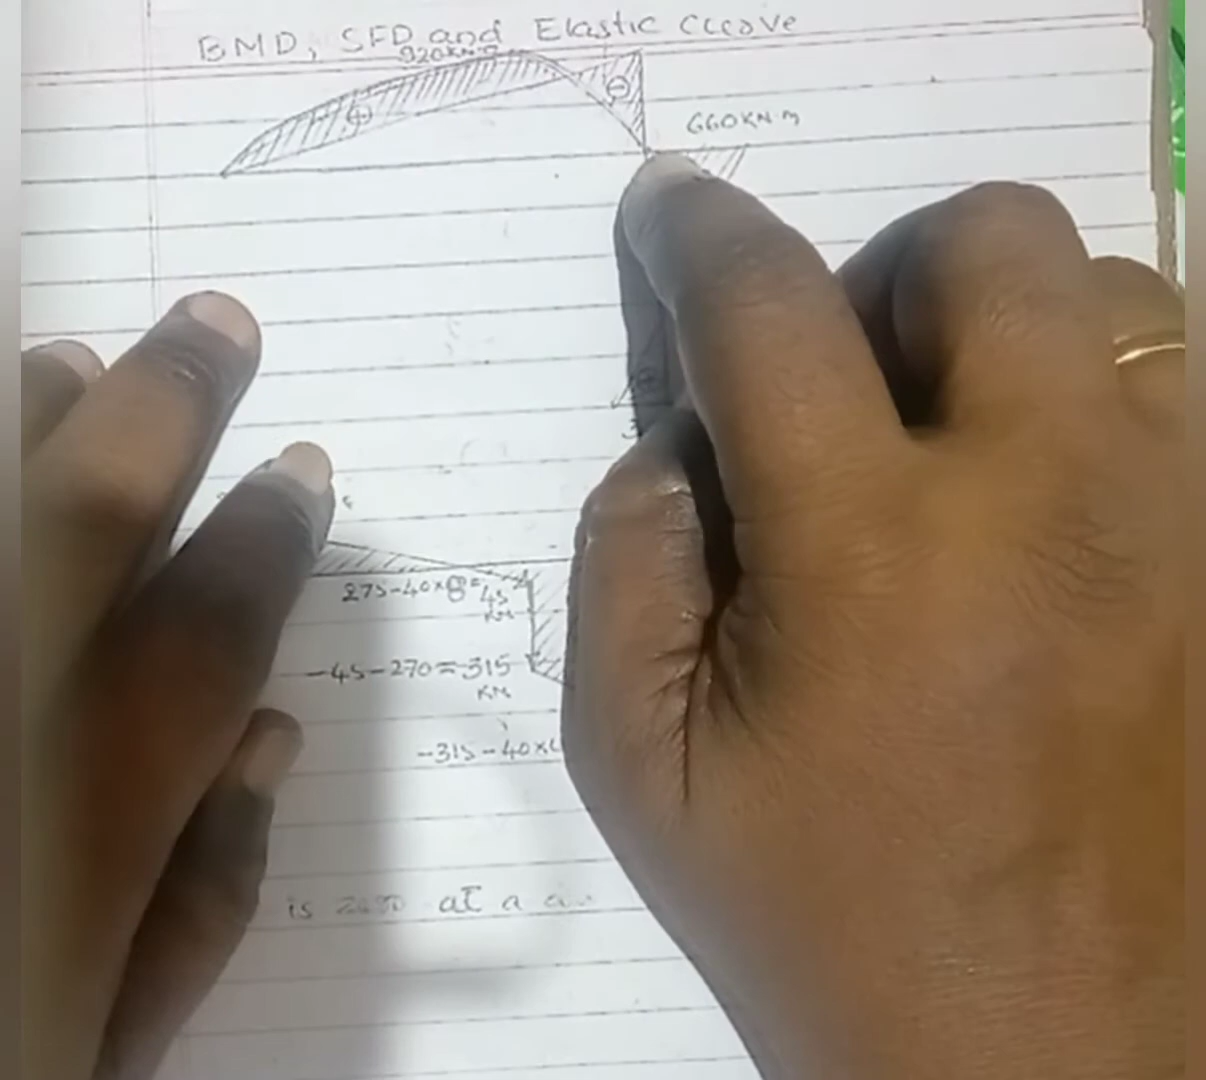 BMD, SFD and Elastic cccove
920KN.m
+
-
660KN.m
275-40×8=
45
KN
-45-270=-315
KN
-315-40×
is zero at a